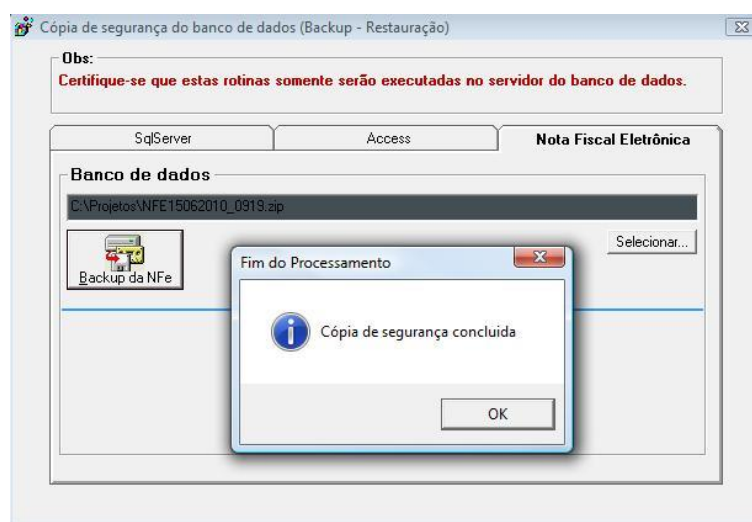 Cópia de segurança do banco de dados (Backup - Restauração)
Obs:
Certifique-se que estas rotinas somente serão executadas no servidor do banco de dados.
SqlServer
Access
Nota Fiscal Eletrônica
Banco de dados
C:\Projetos\NFE15062010_0919.zip
Backup da NFe
Selecionar...
Fim do Processamento
Cópia de segurança concluida
OK